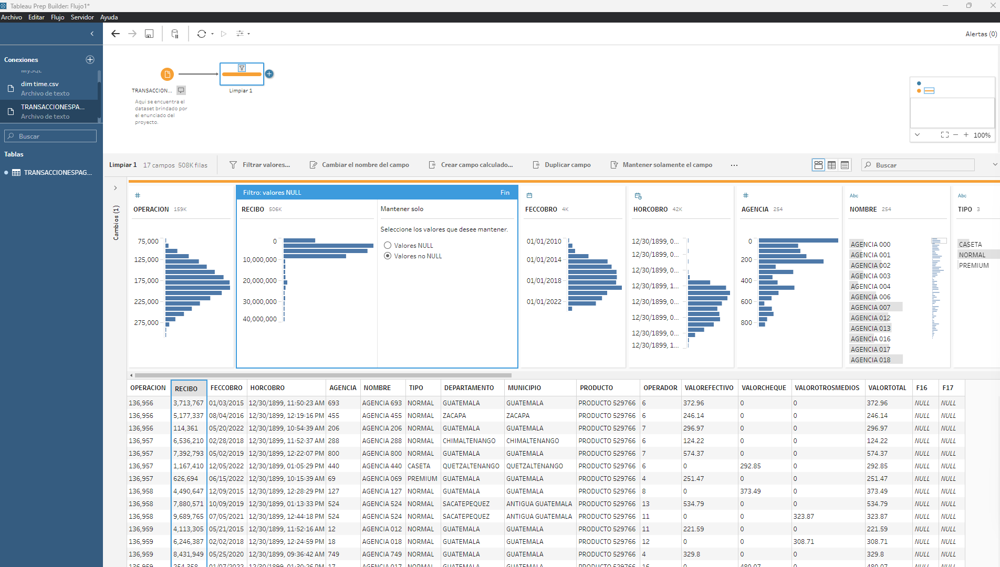 Tableau Prep Builder: Flujo1*
Archivo Editar Flujo Servidor Ayuda
Alertas (0)
Conexiones
MySQL
dim time.csv
Archivo de texto
TRANSACCIONESPA...
Archivo de texto
Buscar
Tablas
TRANSACCIONESPAG...
TRANSACCION...
Aqui se encuentra el
dataset brindado por
el enunciado del
proyecto.
Limpiar 1
100%
Limpiar 1 17 campos 508K filas
Filtrar valores...
Cambiar el nombre del campo
Crear campo calculado...
Duplicar campo
Mantener solamente el campo
...
Buscar
Cambios (1)
#
OPERACION 159K
75,000
125,000
175,000
225,000
275,000
Filtro: valores NULL Fin
RECIBO 506K
0
10,000,000
20,000,000
30,000,000
40,000,000
Mantener solo
Seleccione los valores que desee mantener.
Valores NULL
Valores no NULL
FECCOBRO 4K
01/01/2010
01/01/2014
01/01/2018
01/01/2022
HORCOBRO 42K
12/30/1899, 0...
12/30/1899, 0...
12/30/1899, 0...
12/30/1899, 1...
12/30/1899, 0...
12/30/1899, 0...
12/30/1899, 0...
12/30/1899, 1...
#
AGENCIA 254
0
200
400
600
800
Abc
NOMBRE 254
AGENCIA 000
AGENCIA 001
AGENCIA 002
AGENCIA 003
AGENCIA 004
AGENCIA 006
AGENCIA 007
AGENCIA 012
AGENCIA 013
AGENCIA 016
AGENCIA 017
AGENCIA 018
Abc
TIPO 3
CASETA
NORMAL
PREMIUM
OPERACION RECIBO FECCOBRO HORCOBRO AGENCIA NOMBRE TIPO DEPARTAMENTO MUNICIPIO PRODUCTO OPERADOR VALOREFECTIVO VALORCHEQUE VALOROTROSMEDIOS VALORTOTAL F16 F17
136,956 3,713,767 01/03/2015 12/30/1899, 11:50:23 AM 693 AGENCIA 693 NORMAL GUATEMALA GUATEMALA PRODUCTO 529766 6 372.96 0 0 372.96 NULL NULL
136,956 5,177,337 08/04/2016 12/30/1899, 12:19:16 PM 455 AGENCIA 455 NORMAL ZACAPA ZACAPA PRODUCTO 529766 6 246.14 0 0 246.14 NULL NULL
136,956 114,361 05/20/2022 12/30/1899, 10:54:39 AM 206 AGENCIA 206 NORMAL GUATEMALA GUATEMALA PRODUCTO 529766 7 296.97 0 0 296.97 NULL NULL
136,957 6,536,210 02/28/2018 12/30/1899, 11:52:37 AM 288 AGENCIA 288 NORMAL CHIMALTENANGO CHIMALTENANGO PRODUCTO 529766 6 124.22 0 0 124.22 NULL NULL
136,957 7,392,793 05/02/2019 12/30/1899, 12:22:07 PM 800 AGENCIA 800 NORMAL GUATEMALA GUATEMALA PRODUCTO 529766 7 574.37 0 0 574.37 NULL NULL
136,957 1,167,410 12/05/2022 12/30/1899, 01:05:29 PM 440 AGENCIA 440 CASETA QUETZALTENANGO QUETZALTENANGO PRODUCTO 529766 6 0 292.85 0 292.85 NULL NULL
136,957 626,694 06/15/2022 12/30/1899, 10:15:39 AM 69 AGENCIA 069 PREMIUM GUATEMALA GUATEMALA PRODUCTO 529766 4 251.47 0 0 251.47 NULL NULL
136,958 4,490,647 12/09/2015 12/30/1899, 12:28:29 PM 127 AGENCIA 127 NORMAL GUATEMALA GUATEMALA PRODUCTO 529766 8 0 373.49 0 373.49 NULL NULL
136,958 7,880,571 10/09/2019 12/30/1899, 01:13:33 PM 524 AGENCIA 524 NORMAL SACATEPEQUEZ ANTIGUA GUATEMALA PRODUCTO 529766 13 534.79 0 0 534.79 NULL NULL
136,958 9,689,765 07/05/2021 12/30/1899, 12:44:18 PM 524 AGENCIA 524 NORMAL SACATEPEQUEZ ANTIGUA GUATEMALA PRODUCTO 529766 11 0 0 323.87 323.87 NULL NULL
136,959 4,113,305 05/21/2015 12/30/1899, 11:52:16 AM 12 AGENCIA 012 NORMAL GUATEMALA GUATEMALA PRODUCTO 529766 11 221.59 0 0 221.59 NULL NULL
136,959 6,246,387 02/02/2018 12/30/1899, 12:24:59 PM 18 AGENCIA 018 NORMAL GUATEMALA GUATEMALA PRODUCTO 529766 12 0 0 308.71 308.71 NULL NULL
136,959 8,431,949 05/25/2020 12/30/1899, 09:36:42 AM 749 AGENCIA 749 NORMAL GUATEMALA GUATEMALA PRODUCTO 529766 4 329.8 0 0 329.8 NULL NULL
136,959 254,358 01/07/2022 12/30/1899, 01:30:26 PM 17 AGENCIA 017 NORMAL GUATEMALA GUATEMALA PRODUCTO 529766 16 0 480.07 0 480.07 NULL NULL